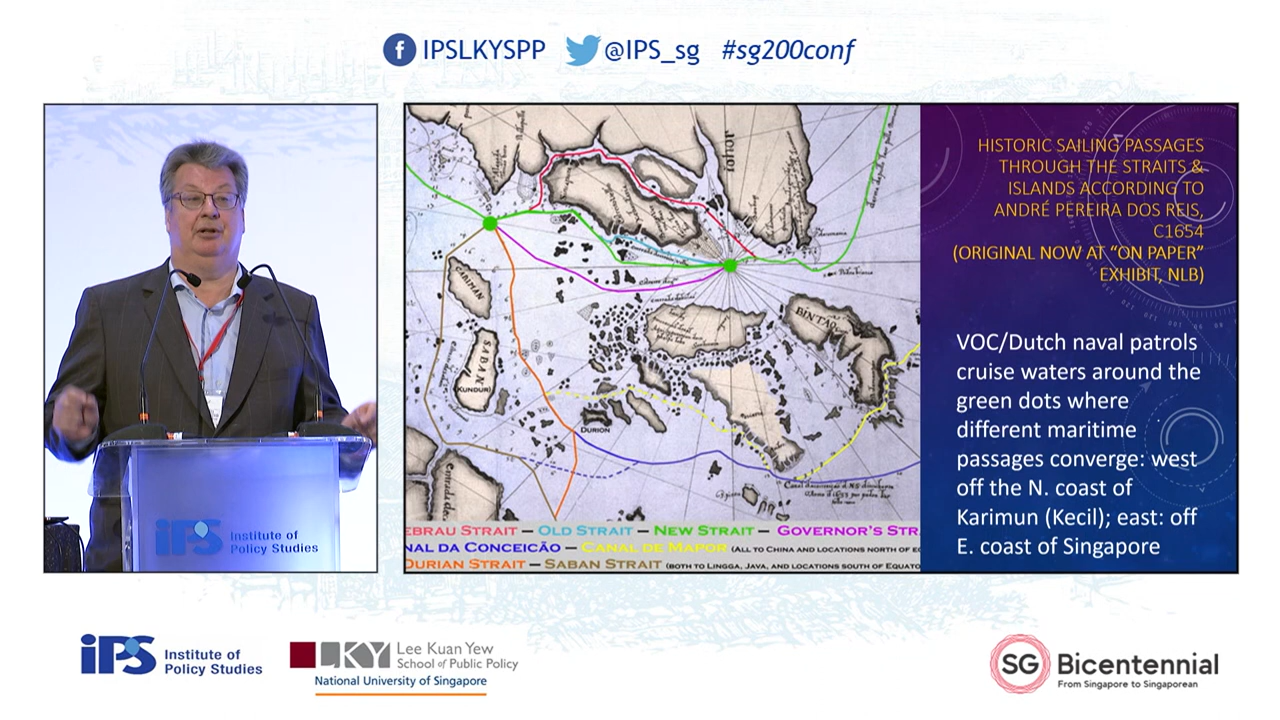 IPSLKYSPP @IPS_sg #sg200conf
HISTORIC SAILING PASSAGES
THROUGH THE STRAITS &
ISLANDS ACCORDING TO
ANDRÉ PEREIRA DOS REIS,
C1654
(ORIGINAL NOW AT “ON PAPER”
EXHIBIT, NLB)
VOC/Dutch naval patrols
cruise waters around the
green dots where
different maritime
passages converge: west
off the N. coast of
Karimun (Kecil); east: off
E. coast of Singapore
CARIMAN
SABAN
(KUNDUR)
DURION
BINTAO
EBRAU STRAIT — OLD STRAIT — NEW STRAIT — GOVERNOR'S STR
NAL DA CONCEIÇÃO — CANAL DE MAPOR (ALL TO CHINA AND LOCATIONS NORTH OF EQ
DURIAN STRAIT — SABAN STRAIT (BOTH TO LINGGA, JAVA, AND LOCATIONS SOUTH OF EQUATO
iPS Institute of
Policy Studies
iPS Institute of
Policy Studies
LKY Lee Kuan Yew
School of Public Policy
National University of Singapore
SG Bicentennial
From Singapore to Singaporean